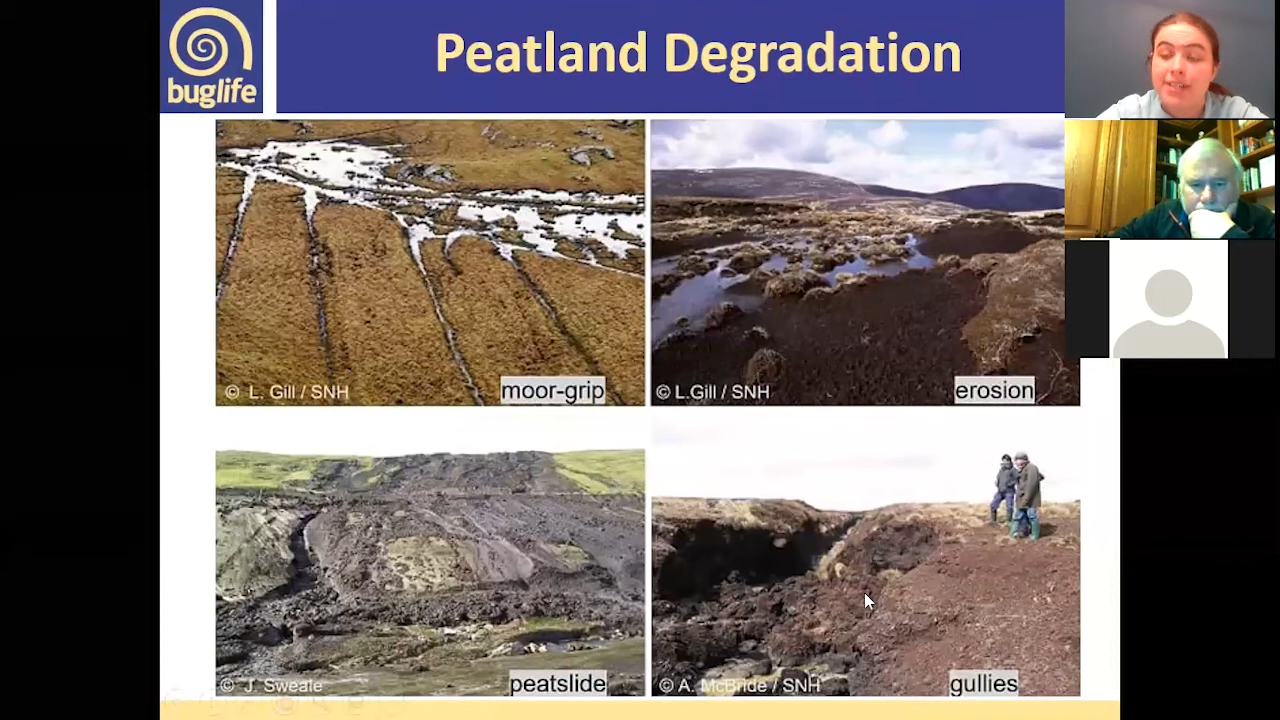 buglife
Peatland Degradation
© L. Gill / SNH
moor-grip
© L.Gill / SNH
erosion
© J. Sweale
peatslide
© A. McBride / SNH
gullies